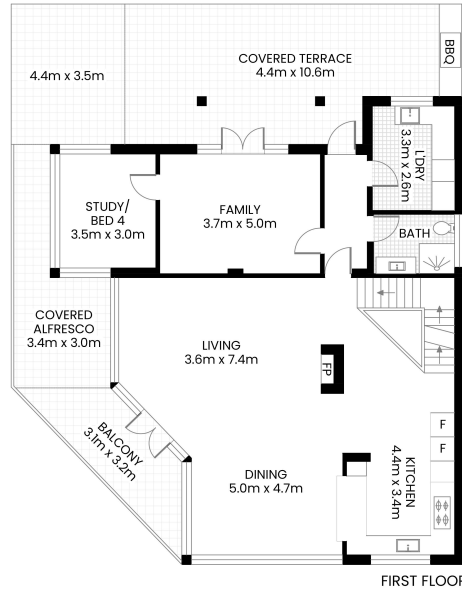 COVERED TERRACE
4.4m x 10.6m
BBQ
4.4m x 3.5m
L'DRY
3.3m x 2.6m
STUDY/
BED 4
3.5m x 3.0m
FAMILY
3.7m x 5.0m
BATH
COVERED
ALFRESCO
3.4m x 3.0m
LIVING
3.6m x 7.4m
FP
F
F
BALCONY
3.1m x 3.2m
DINING
5.0m x 4.7m
KITCHEN
4.4m x 3.4m
FIRST FLOOR